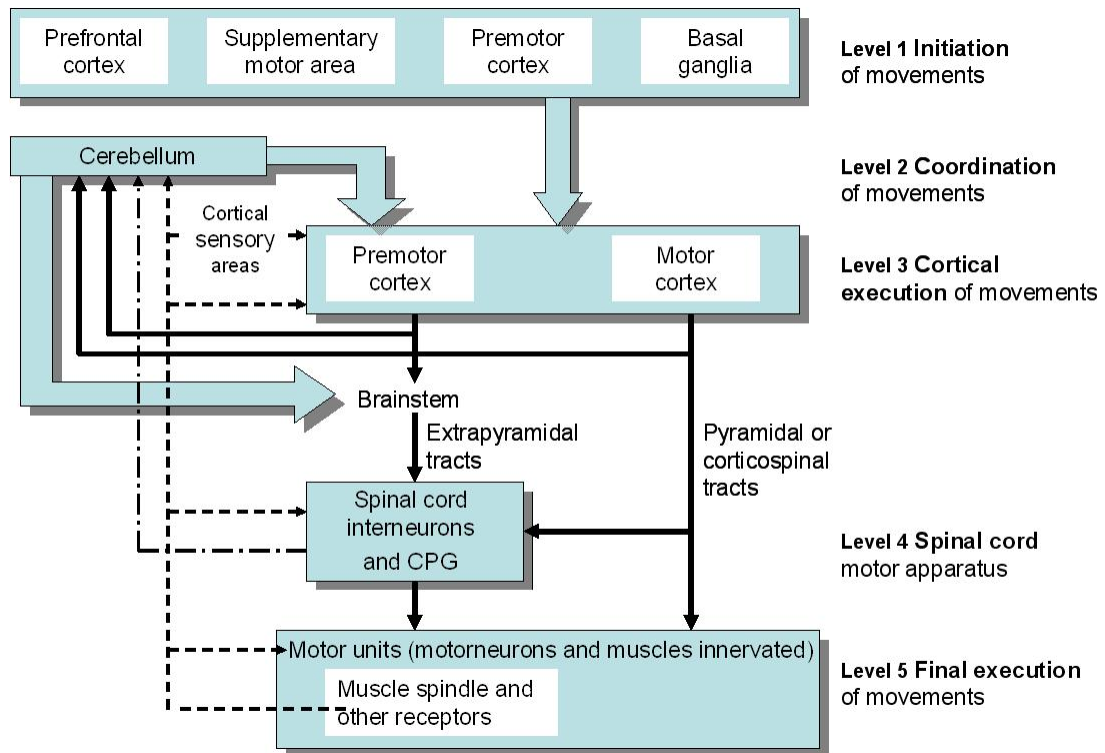 Prefrontal
cortex
Supplementary
motor area
Premotor
cortex
Basal
ganglia
Level 1 Initiation
of movements
Cerebellum
Level 2 Coordination
of movements
Cortical
sensory
areas
Premotor
cortex
Motor
cortex
Level 3 Cortical
execution of movements
Brainstem
Extrapyramidal
tracts
Pyramidal or
corticospinal
tracts
Spinal cord
interneurons
and CPG
Level 4 Spinal cord
motor apparatus
Motor units (motorneurons and muscles innervated)
Muscle spindle and
other receptors
Level 5 Final execution
of movements